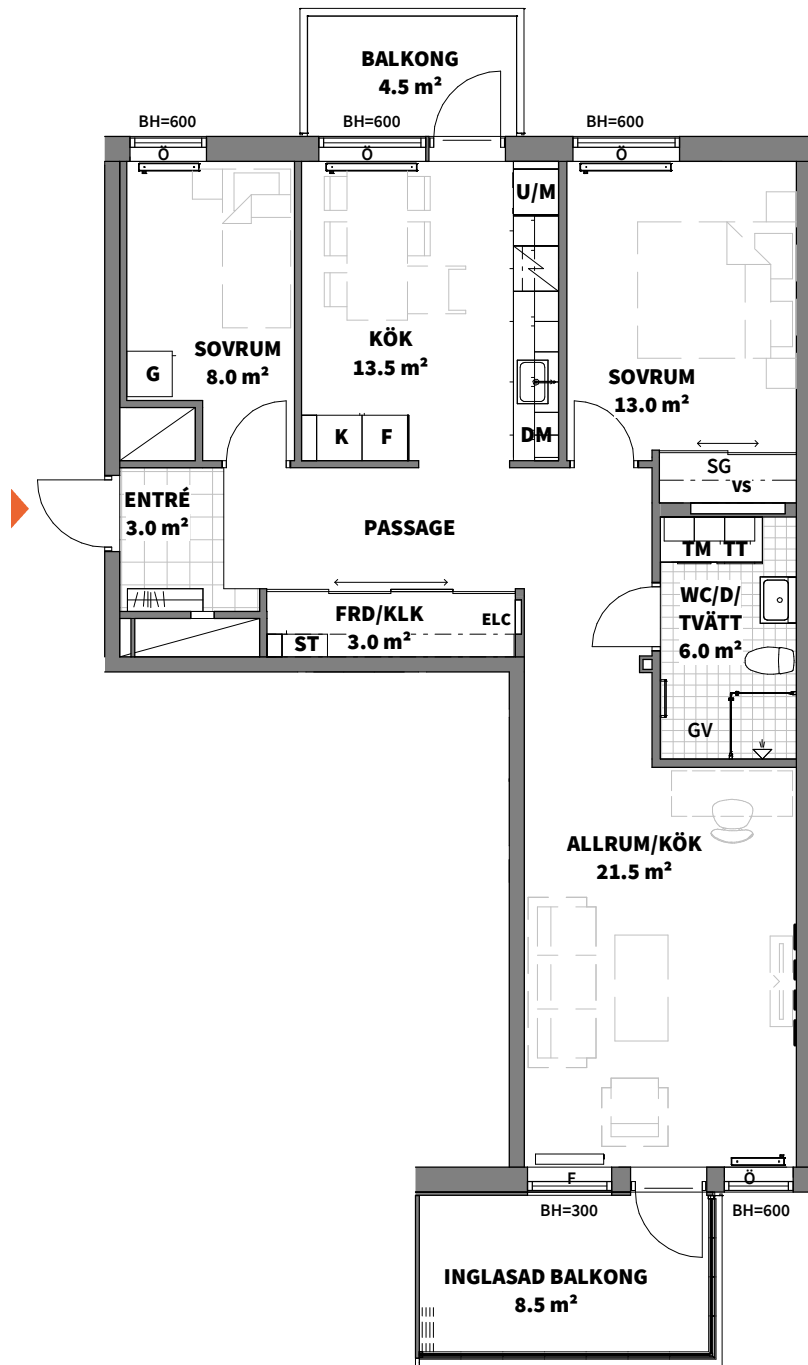 BALKONG
4.5 m²
BH=600
BH=600
BH=600
Ö
Ö
Ö
U/M
KÖK
13.5 m²
SOVRUM
8.0 m²
G
SOVRUM
13.0 m²
K
F
DM
SG
VS
ENTRÉ
3.0 m²
PASSAGE
TM
TT
WC/D/
TVÄTT
6.0 m²
FRD/KLK
3.0 m²
ELC
ST
GV
ALLRUM/KÖK
21.5 m²
F
Ö
BH=300
BH=600
INGLASAD BALKONG
8.5 m²